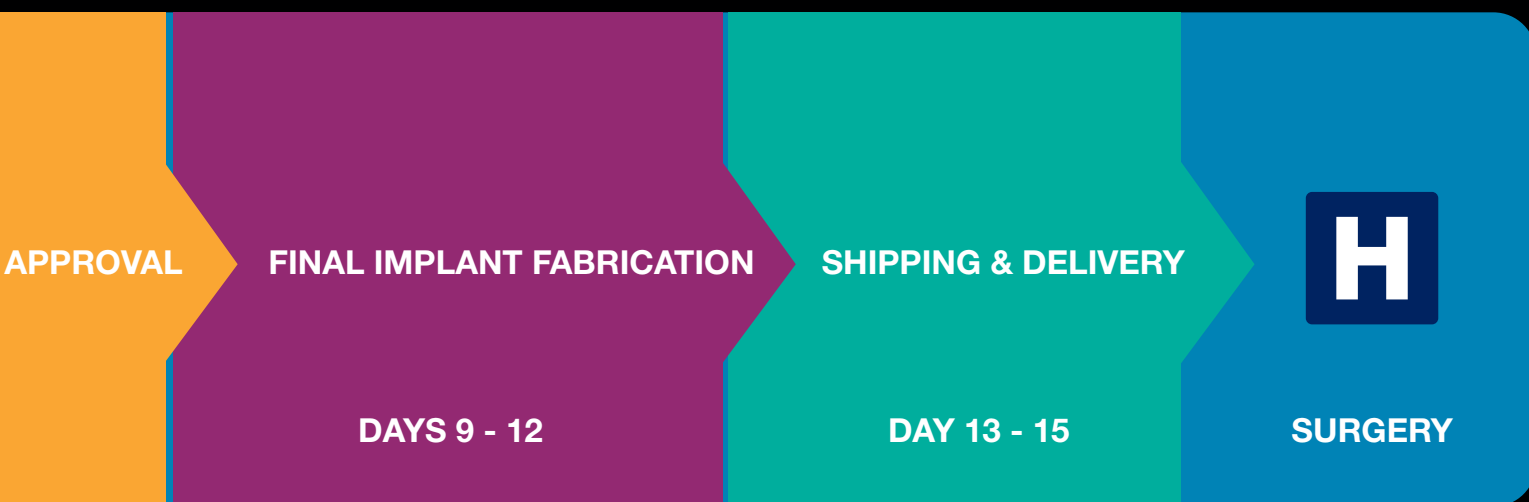 APPROVAL
FINAL IMPLANT FABRICATION
SHIPPING & DELIVERY
H
DAYS 9 - 12
DAY 13 - 15
SURGERY